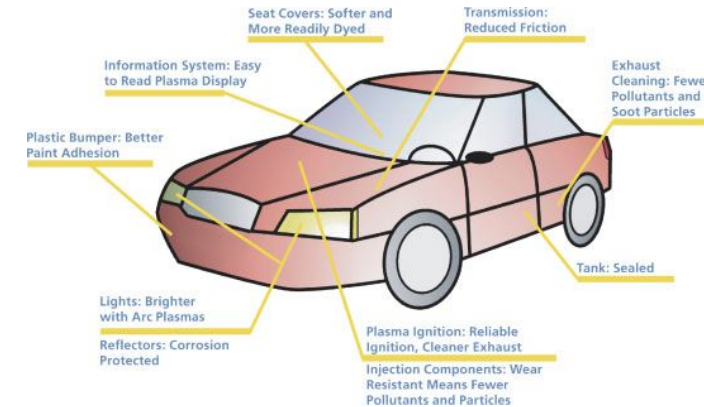 Seat Covers: Softer and
More Readily Dyed
Transmission:
Reduced Friction
Information System: Easy
to Read Plasma Display
Exhaust
Cleaning: Fewe
Pollutants and
Soot Particles
Plastic Bumper: Better
Paint Adhesion
Tank: Sealed
Lights: Brighter
with Arc Plasmas
Reflectors: Corrosion
Protected
Plasma Ignition: Reliable
Ignition, Cleaner Exhaust
Injection Components: Wear
Resistant Means Fewer
Pollutants and Particles